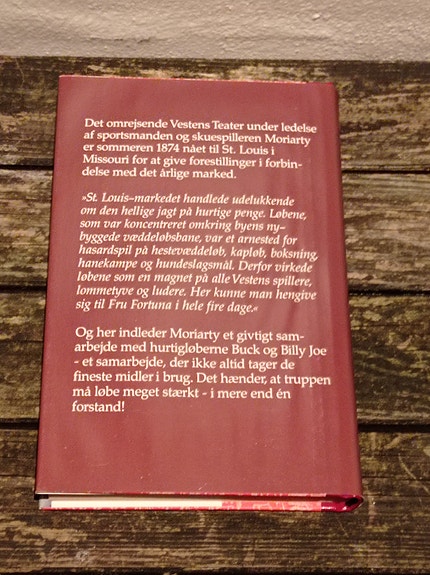 Det omrejsende Vestens Teater under ledelse
af sportsmanden og skuespilleren Moriarty
er sommeren 1874 nået til St. Louis i
Missouri for at give forestillinger i forbin-
delse med det årlige marked.
»St. Louis-markedet handlede udelukkende
om den hellige jagt på hurtige penge. Løbene,
som var koncentreret omkring byens ny-
byggede væddeløbsbane, var et arnested for
hasardspil på hestevæddeløb, kapløb, boksning,
hanekampe og hundeslagsmål. Derfor virkede
løbene som en magnet på alle Vestens spillere,
lommetyve og ludere. Her kunne man hengive
sig til Fru Fortuna i hele fire dage.«
Og her indleder Moriarty et givtigt sam-
arbejde med hurtigløberne Buck og Billy Joe
- et samarbejde, der ikke altid tager de
fineste midler i brug. Det hænder, at truppen
må løbe meget stærkt - i mere end én
forstand!